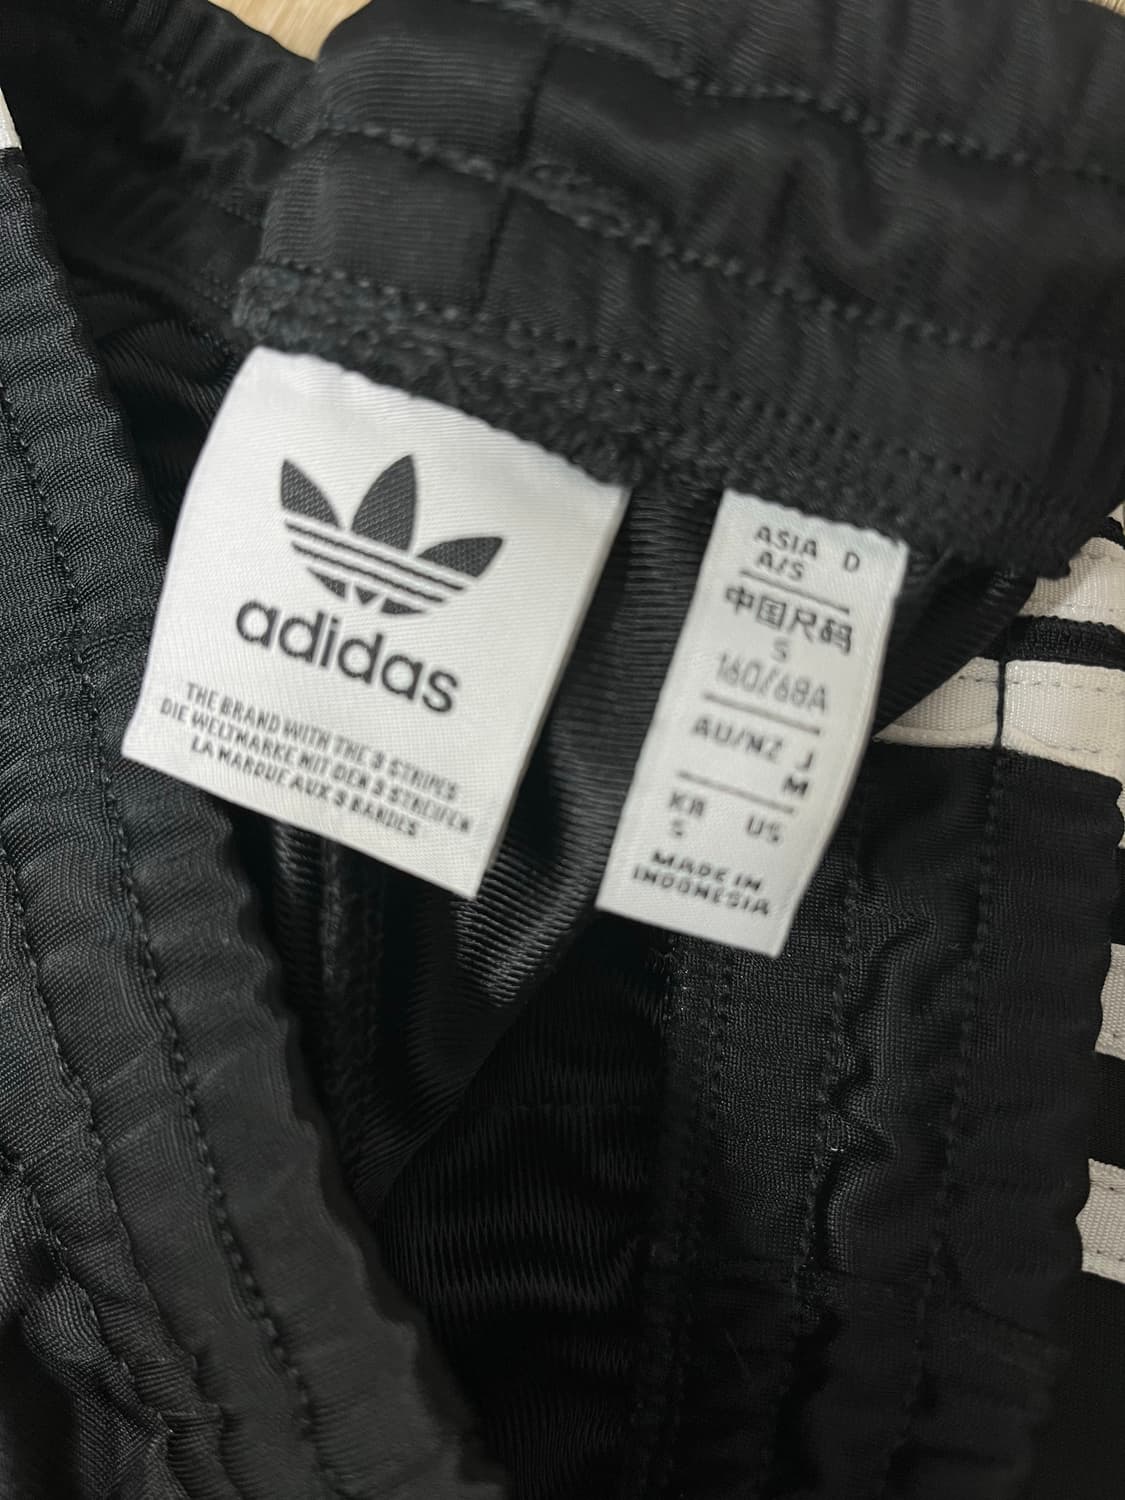 adidas
THE BRAND WITH THE 3 STRIPES
DIE WELTMARKE MIT DEN 3 STREIFEN
LA MARQUE AUX 3 BANDES
ASIA D
A/S
中国尺码
S
160/68A
AU/NZ J
M
KR US
S
MADE IN
INDONESIA